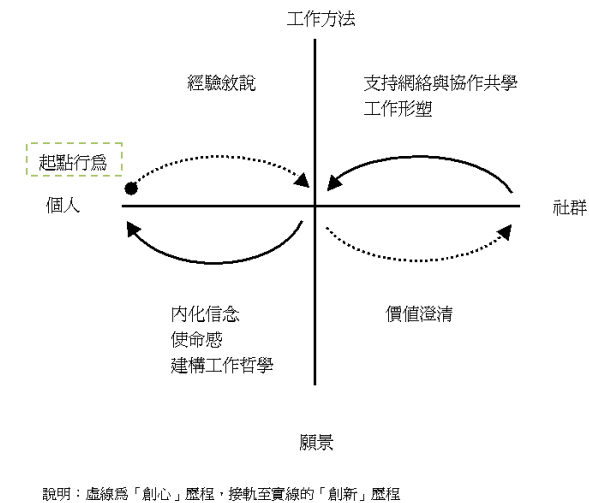 工作方法
經驗敘說
支持網絡與協作共學
工作形塑
起點行為
個人
社群
內化信念
使命感
建構工作哲學
價值澄清
願景
說明：虛線為「創心」歷程，接軌至實線的「創新」歷程